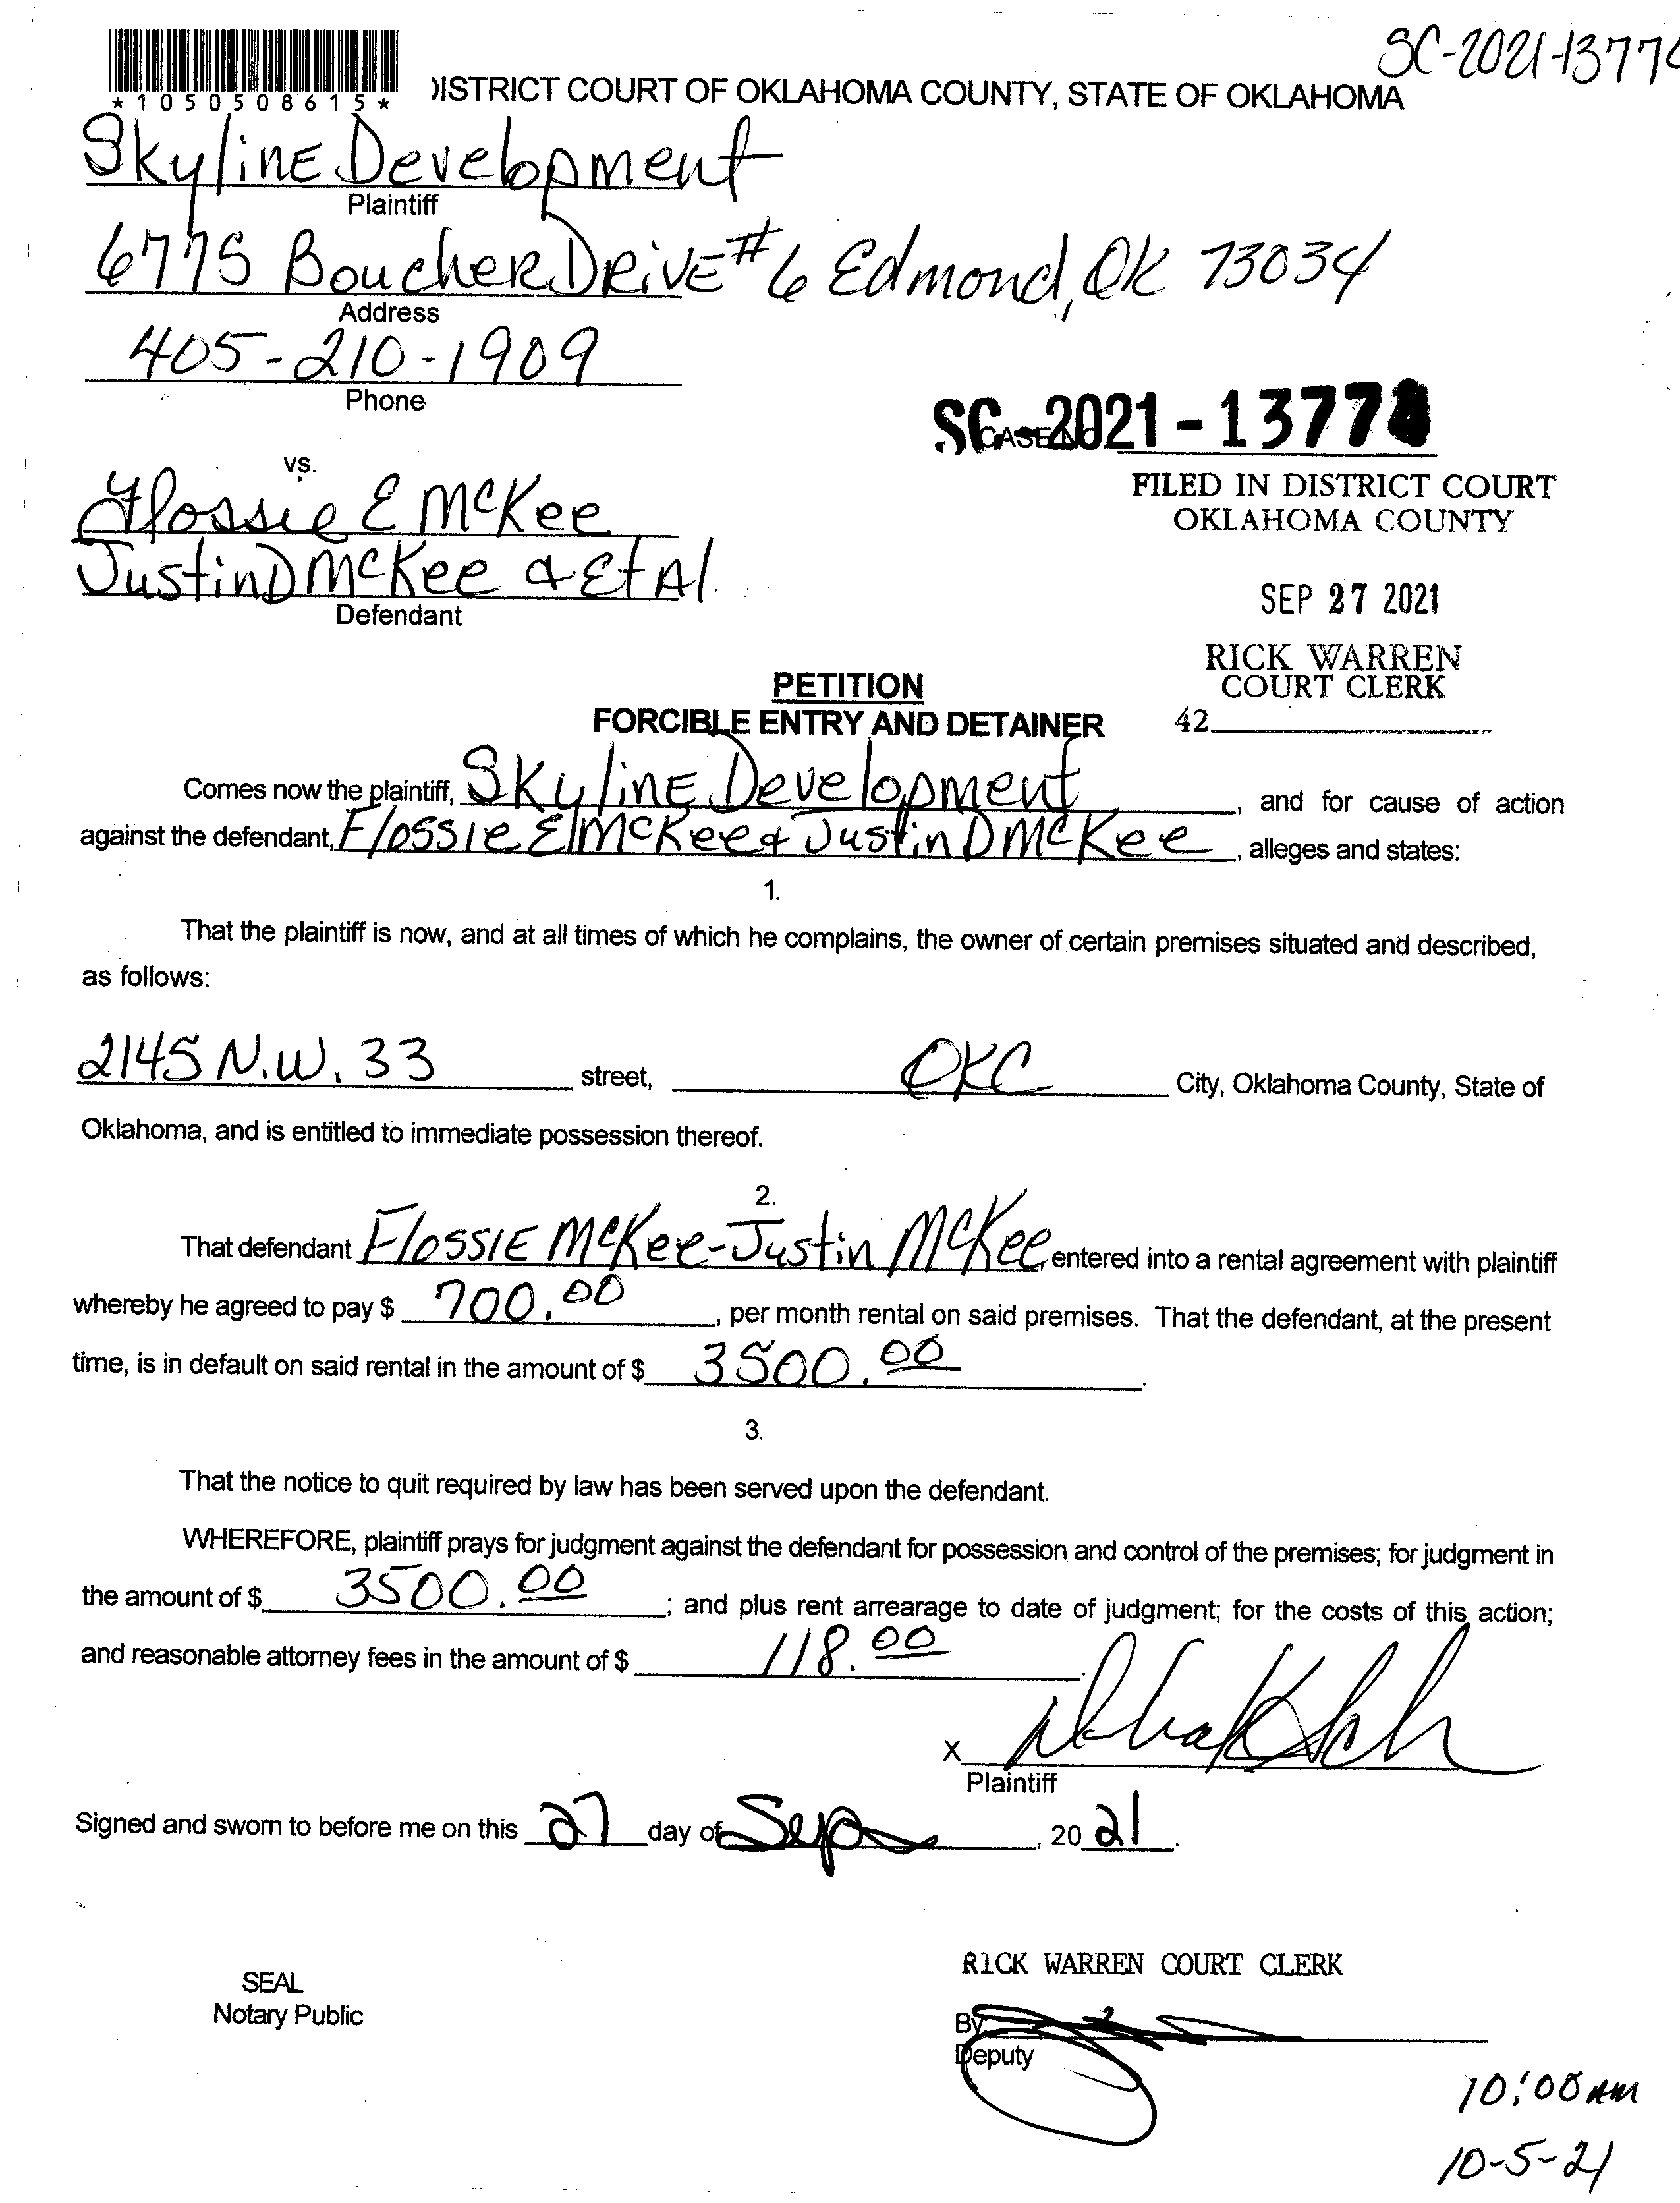 SC-2021-1377
*1050508615*
DISTRICT COURT OF OKLAHOMA COUNTY, STATE OF OKLAHOMA
SkylinE Development
Plaintiff
6775 BoucheR DRiVE #6 Edmond, OK 73034
Address
405-210-1909
Phone
SC-2021-1377
CASE NO
vs.
FILED IN DISTRICT COURT
OKLAHOMA COUNTY
Flossie E McKee
Justin D McKee & Et Al.
Defendant
SEP 27 2021
RICK WARREN
COURT CLERK
42
PETITION
FORCIBLE ENTRY AND DETAINER
Comes now the plaintiff, SkylinE Development, and for cause of action
against the defendant, Flossie E McKee & Justin D McKee, alleges and states:
1.
That the plaintiff is now, and at all times of which he complains, the owner of certain premises situated and described,
as follows:
2145 N.W. 33 street, OKC City, Oklahoma County, State of
Oklahoma, and is entitled to immediate possession thereof.
2.
That defendant FlossIE McKee-Justin McKee, entered into a rental agreement with plaintiff
whereby he agreed to pay $ 700.00, per month rental on said premises. That the defendant, at the present
time, is in default on said rental in the amount of $ 3500.00.
3.
That the notice to quit required by law has been served upon the defendant.
WHEREFORE, plaintiff prays for judgment against the defendant for possession and control of the premises; for judgment in
the amount of $ 3500.00; and plus rent arrearage to date of judgment; for the costs of this action;
and reasonable attorney fees in the amount of $ 118.00.
X
Plaintiff
Signed and sworn to before me on this 27 day of Sep, 20 21.
SEAL
Notary Public
RICK WARREN COURT CLERK
By
Deputy
10:00 AM
10-5-21